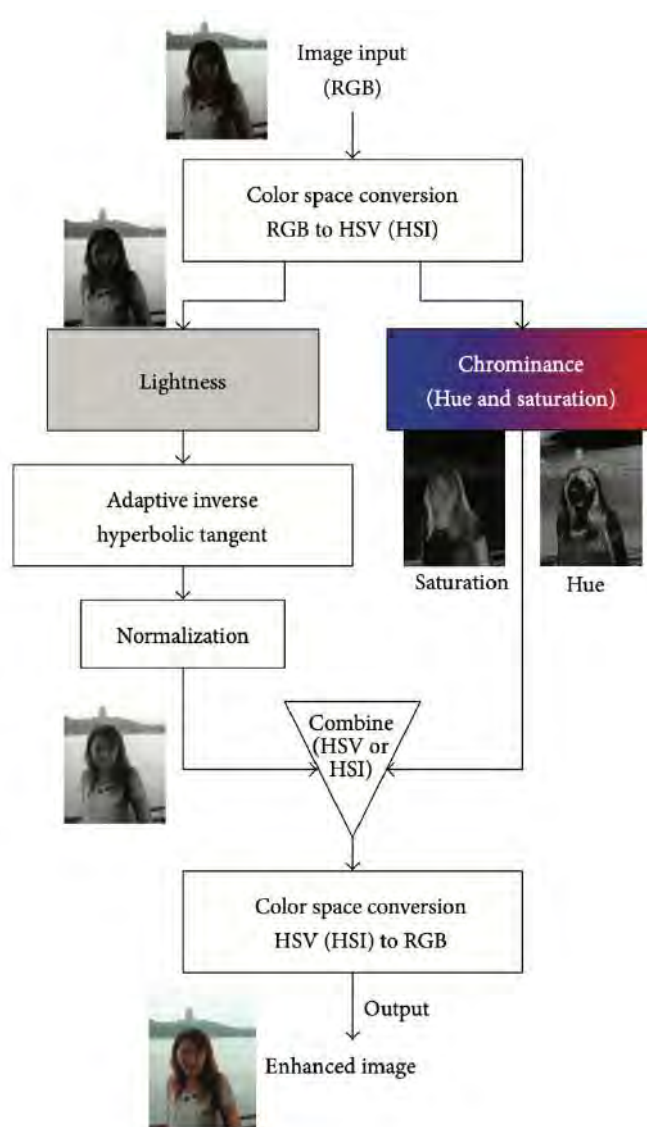 Image input
(RGB)
Color space conversion
RGB to HSV (HSI)
Lightness
Chrominance
(Hue and saturation)
Adaptive inverse
hyperbolic tangent
Saturation
Hue
Normalization
Combine
(HSV or
HSI)
Color space conversion
HSV (HSI) to RGB
Output
Enhanced image